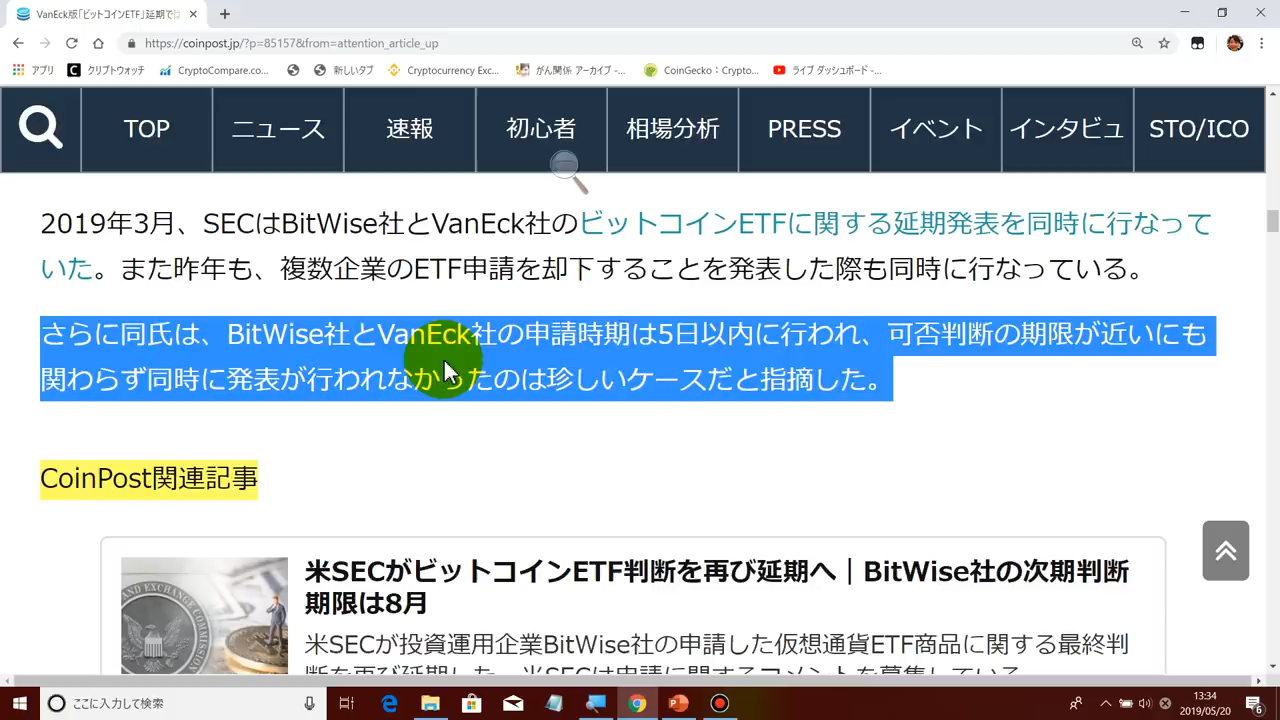 VanEck版「ビットコインETF」延期では
https://coinpost.jp/?p=85157&from=attention_article_up
アプリ
クリプトウォッチ
CryptoCompare.co...
新しいタブ
Cryptocurrency Exc...
がん関係 アーカイブ -...
CoinGecko：Crypto...
ライブ ダッシュボード -...
TOP
ニュース
速報
初心者
相場分析
PRESS
イベント
インタビュ
STO/ICO
2019年3月、SECはBitWise社とVanEck社のビットコインETFに関する延期発表を同時に行なって
いた。また昨年も、複数企業のETF申請を却下することを発表した際も同時に行なっている。
さらに同氏は、BitWise社とVanEck社の申請時期は5日以内に行われ、可否判断の期限が近いにも
関わらず同時に発表が行われなかったのは珍しいケースだと指摘した。
CoinPost関連記事
米SECがビットコインETF判断を再び延期へ｜BitWise社の次期判断
期限は8月
米SECが投資運用企業BitWise社の申請した仮想通貨ETF商品に関する最終判
断を再び延期した。米SECは申請に関するコメントを募集している。
ここに入力して検索
13:34
2019/05/20
6